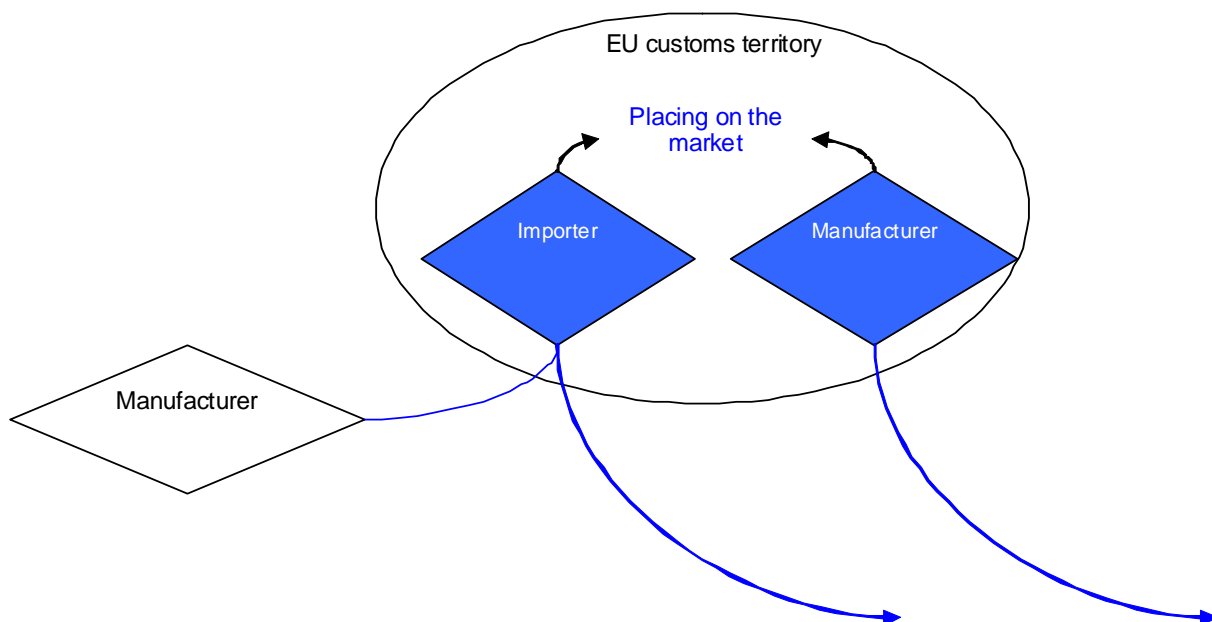 EU customs territory
Placing on the
market
Importer
Manufacturer
Manufacturer